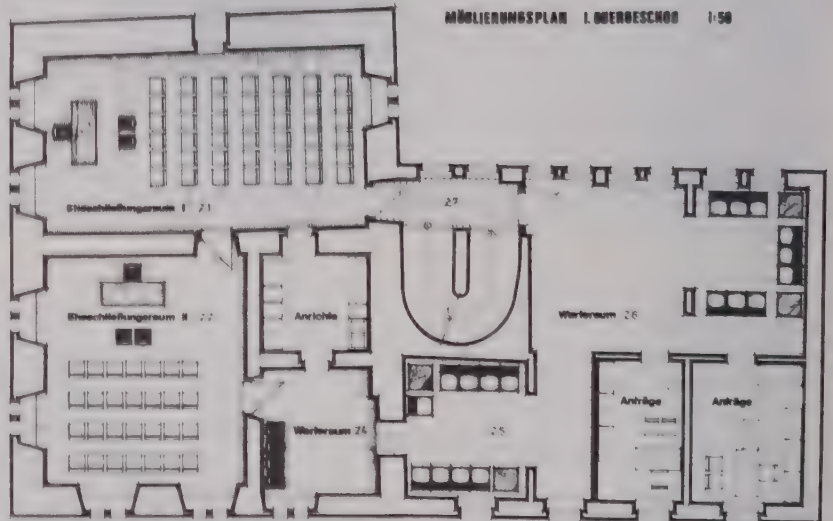 MÖBLIERUNGSPLAN I. OBERGESCHOß 1:50
Eheschließungsraum I 21
27
Eheschließungsraum II 22
Anrichte
Warteraum 26
Warteraum 24
25
Anträge
Anträge